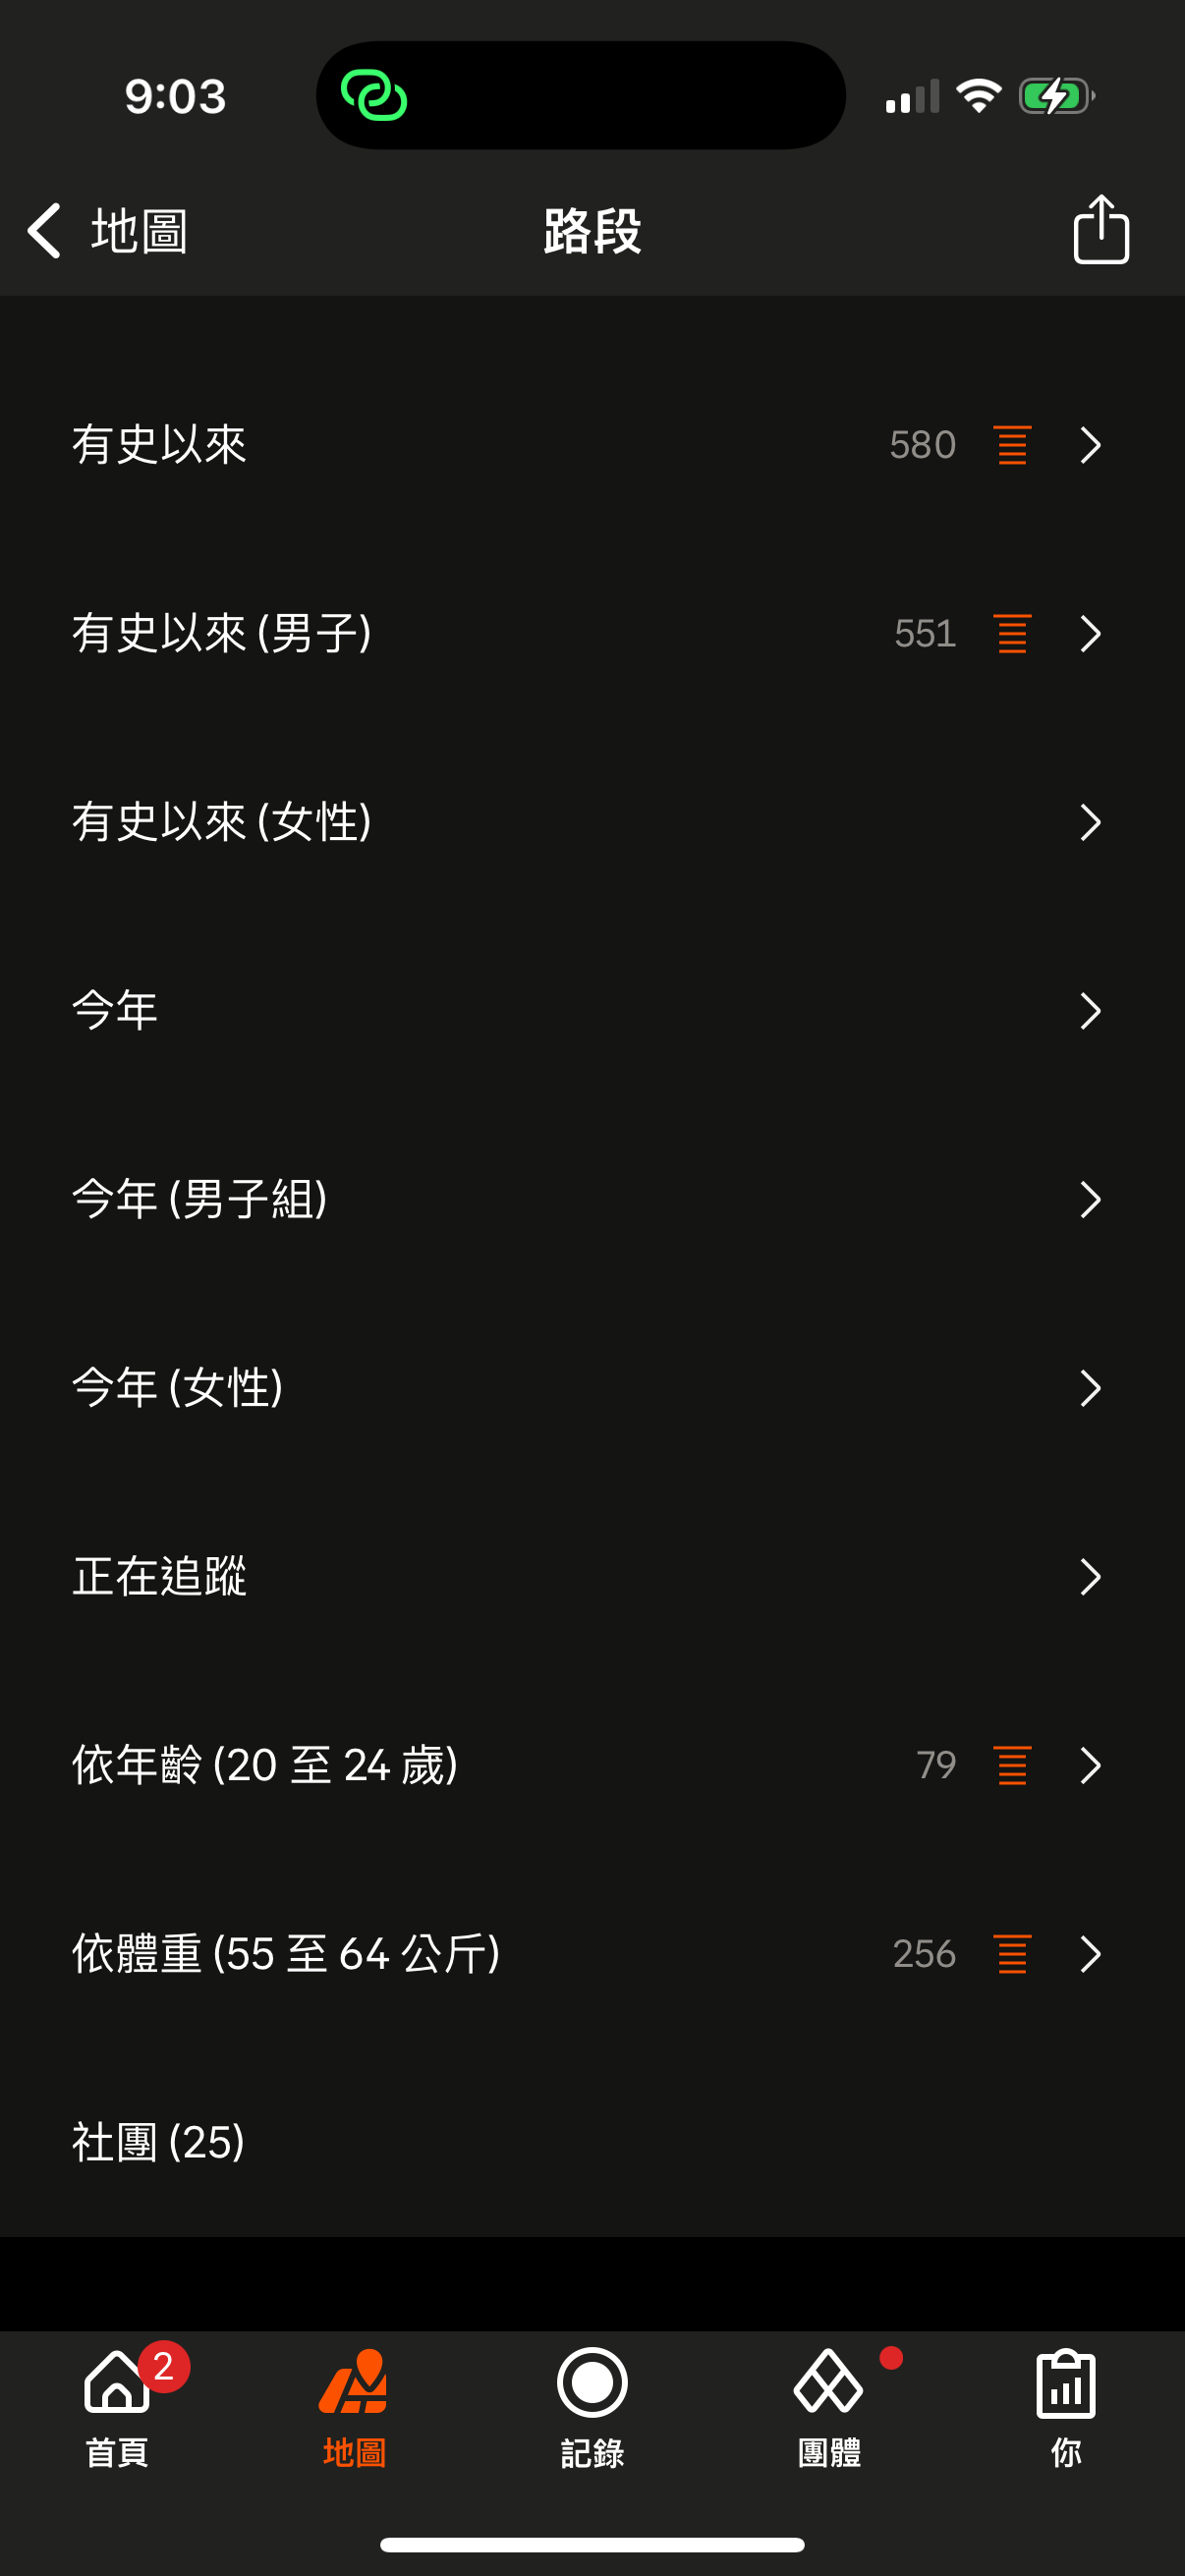 9:03
地圖
路段
有史以來 580
有史以來 (男子) 551
有史以來 (女性)
今年
今年 (男子組)
今年 (女性)
正在追蹤
依年齡 (20 至 24 歲) 79
依體重 (55 至 64 公斤) 256
社團 (25)
2
首頁 地圖 記錄 團體 你